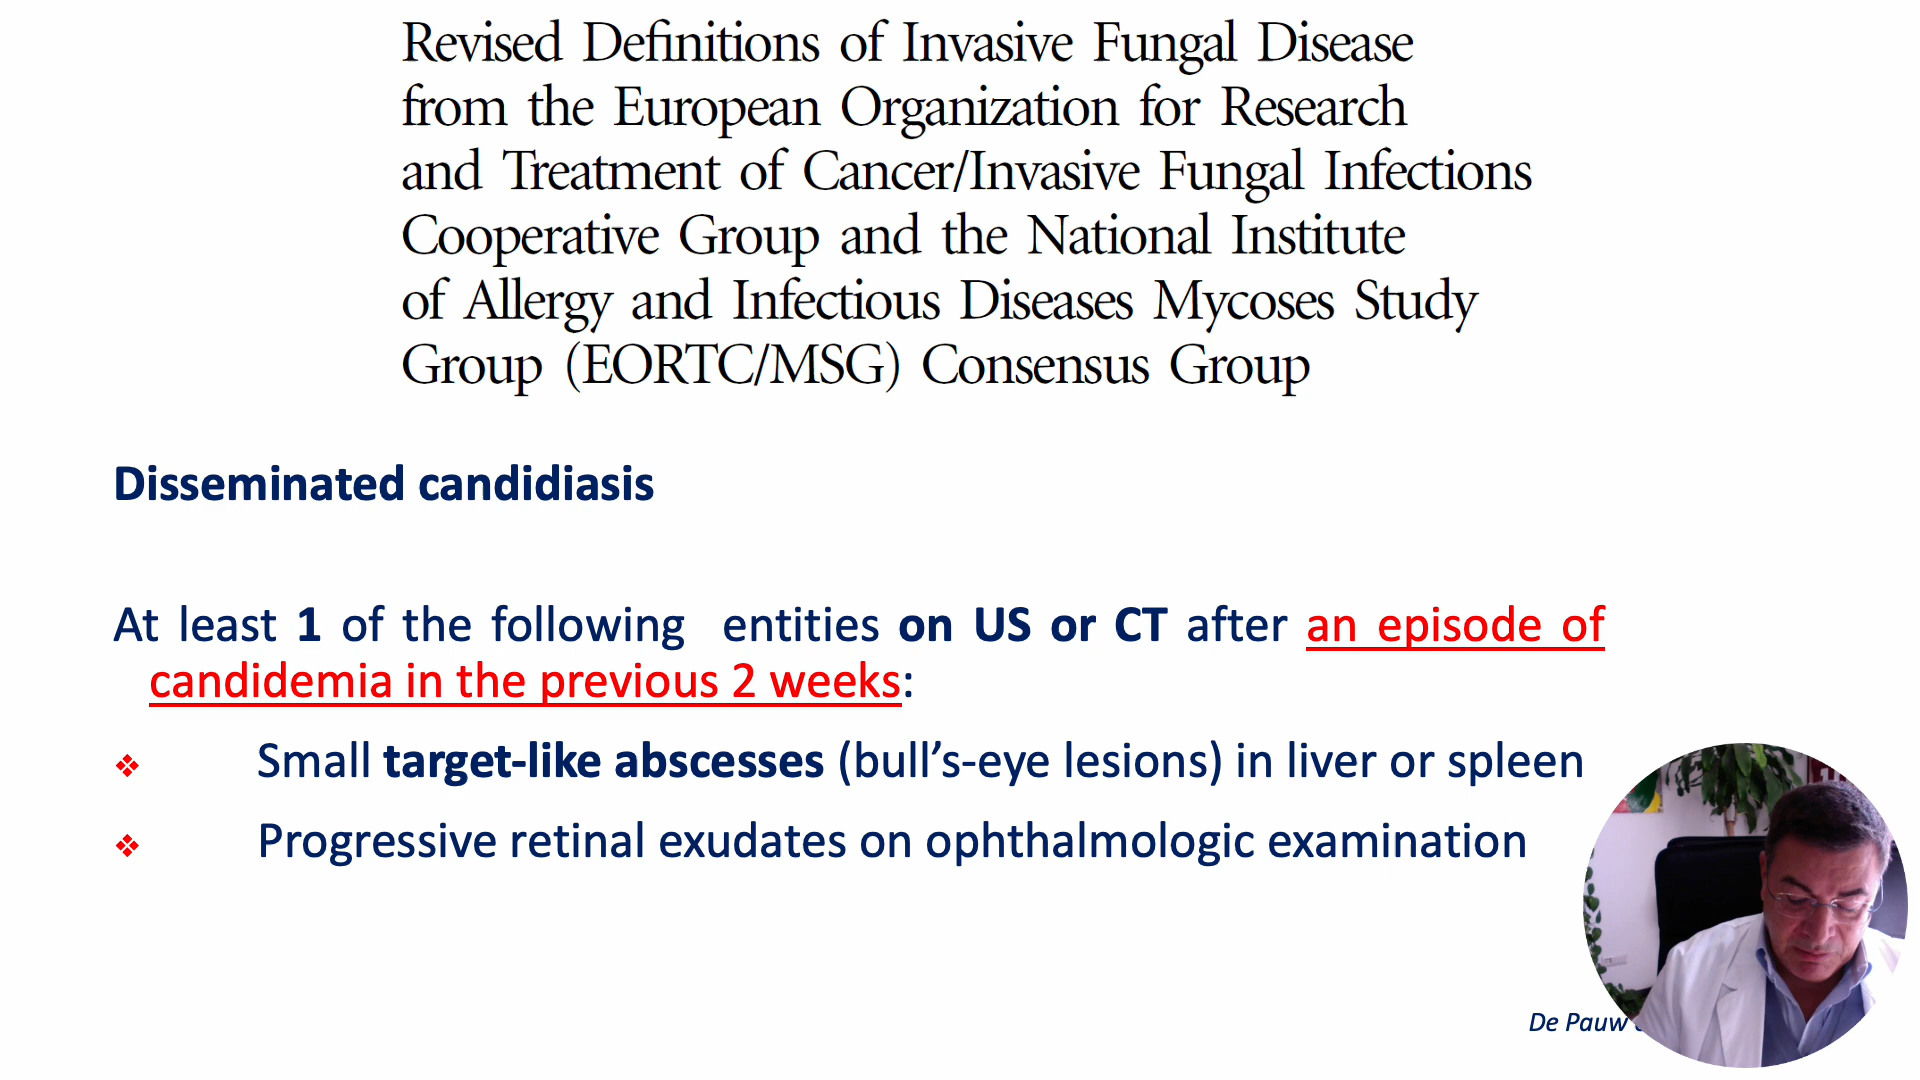 Revised Definitions of Invasive Fungal Disease
from the European Organization for Research
and Treatment of Cancer/Invasive Fungal Infections
Cooperative Group and the National Institute
of Allergy and Infectious Diseases Mycoses Study
Group (EORTC/MSG) Consensus Group
Disseminated candidiasis
At least 1 of the following entities on US or CT after an episode of
candidemia in the previous 2 weeks:
❖ Small target-like abscesses (bull’s-eye lesions) in liver or spleen
❖ Progressive retinal exudates on ophthalmologic examination
De Pauw